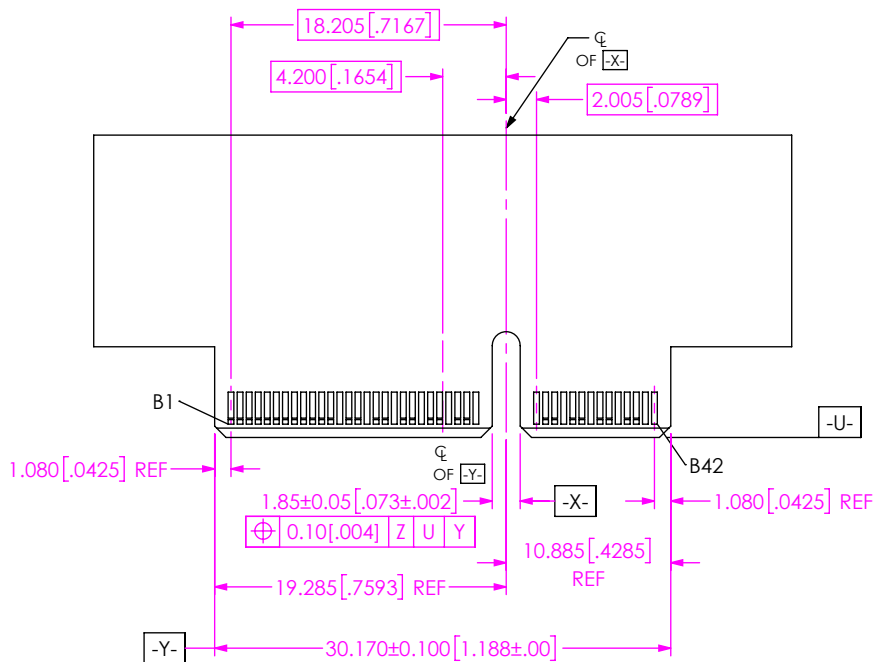 18.205[.7167]
℄
OF -X-
4.200[.1654]
2.005[.0789]
B1
-U-
℄
OF -Y-
B42
1.080[.0425] REF
1.85±0.05[.073±.002]
-X-
1.080[.0425] REF
⌖ 0.10[.004] Z U Y
10.885[.4285]
REF
19.285[.7593] REF
-Y-
30.170±0.100[1.188±.00]